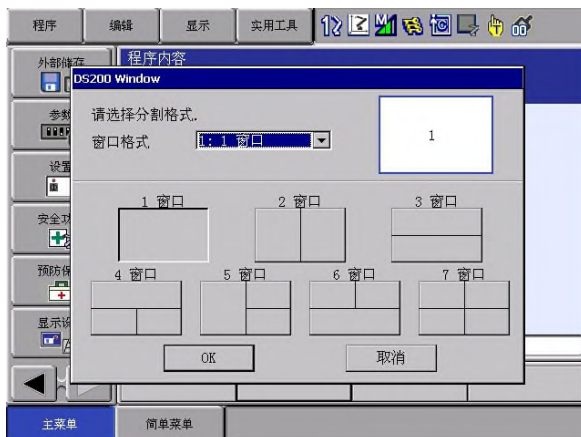 程序 编辑 显示 实用工具
外部储存 程序内容
DS200 Window
参数
请选择分割格式.
窗口格式 1: 1 窗口
1
设置
1 窗口 2 窗口 3 窗口
安全功
预防保
4 窗口 5 窗口 6 窗口 7 窗口
显示设
OK 取消
主菜单 简单菜单